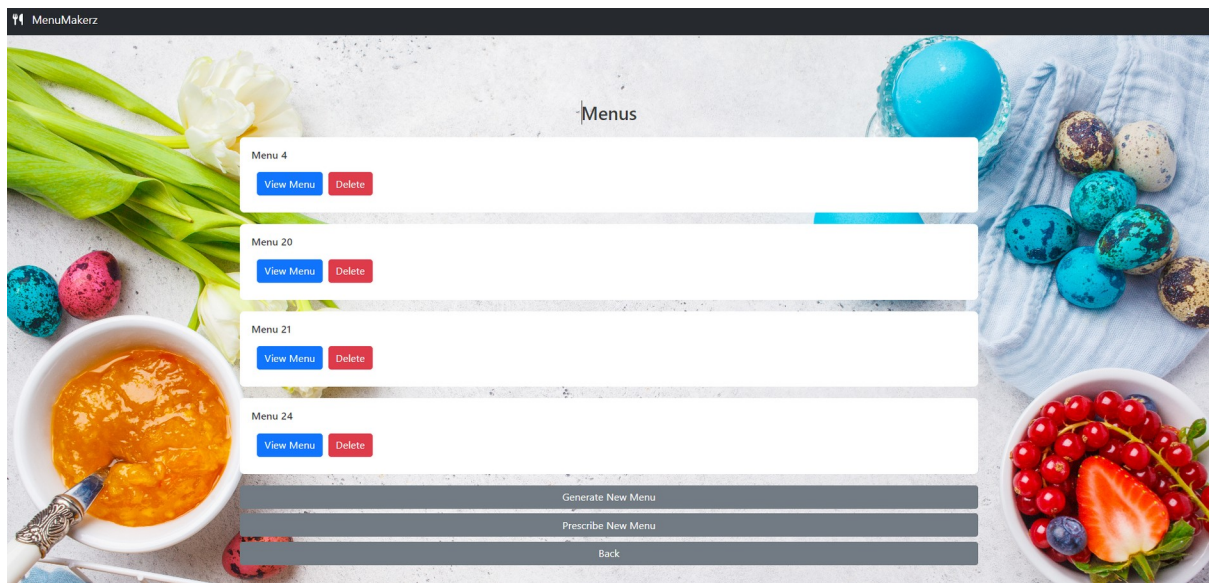 MenuMakerz
Menus
Menu 4
View Menu Delete
Menu 20
View Menu Delete
Menu 21
View Menu Delete
Menu 24
View Menu Delete
Generate New Menu
Prescribe New Menu
Back